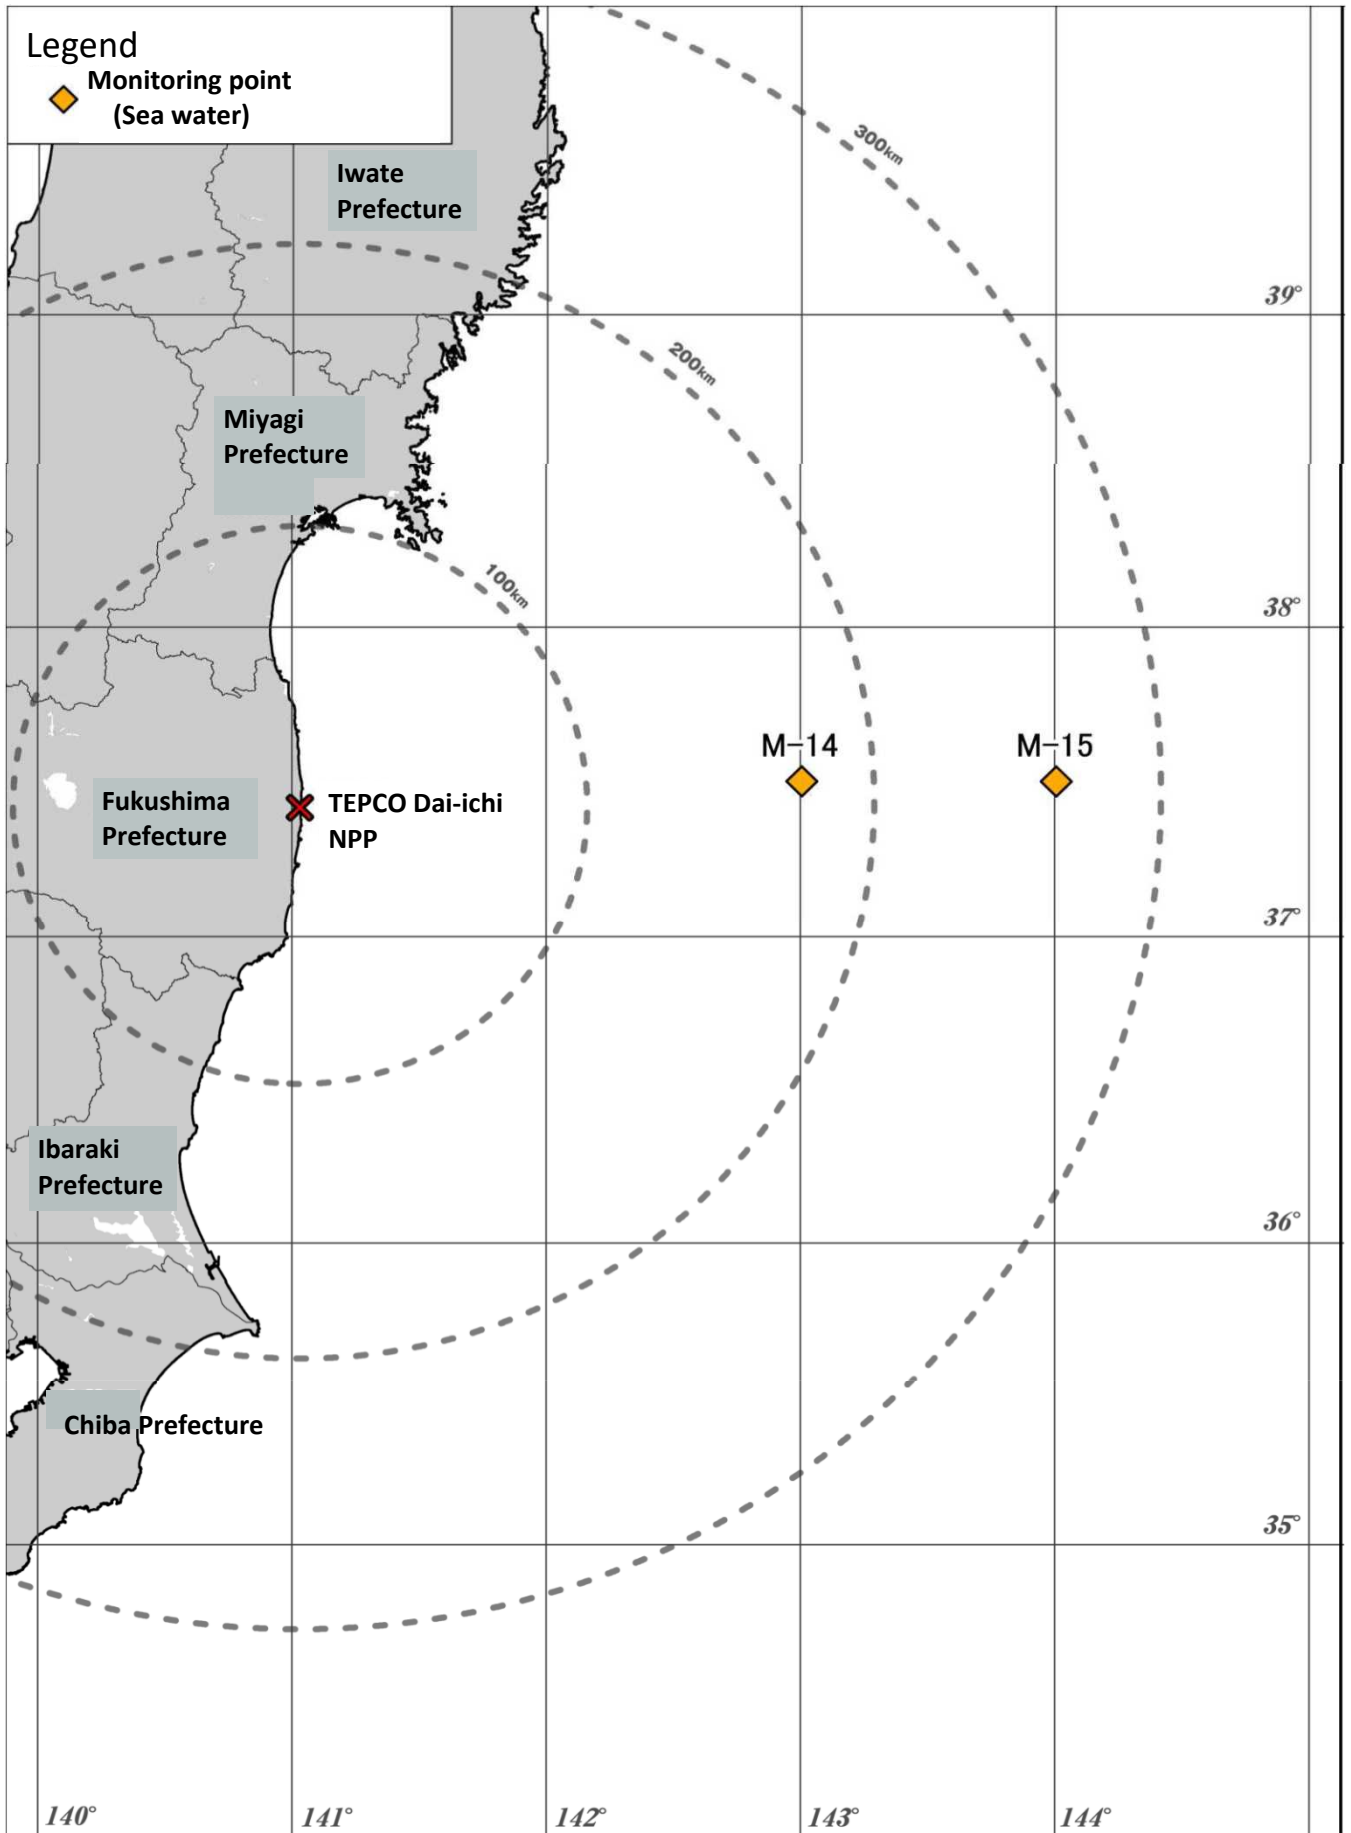 Legend
Monitoring point
(Sea water)
Iwate
Prefecture
300km
39°
200km
Miyagi
Prefecture
100km
38°
M-14
M-15
Fukushima
Prefecture
TEPCO Dai-ichi
NPP
37°
Ibaraki
Prefecture
36°
Chiba Prefecture
35°
140°
141°
142°
143°
144°